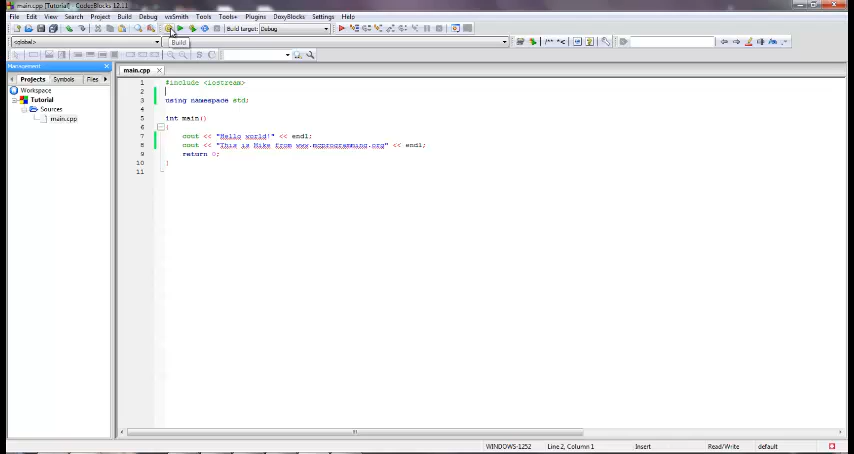 main.cpp [Tutorial] - Code::Blocks 12.11
File Edit View Search Project Build Debug wxSmith Tools Tools+ Plugins DoxyBlocks Settings Help
Build target: Debug
<global>
Build
Management
Projects Symbols Files
Workspace
Tutorial
Sources
main.cpp
main.cpp
1 #include <iostream>
2
3 using namespace std;
4
5 int main()
6 {
7 cout << "Hello world!" << endl;
8 cout << "This is Mike from www.mgprogramming.org" << endl;
9 return 0;
10 }
11
WINDOWS-1252 Line 2, Column 1 Insert Read/Write default